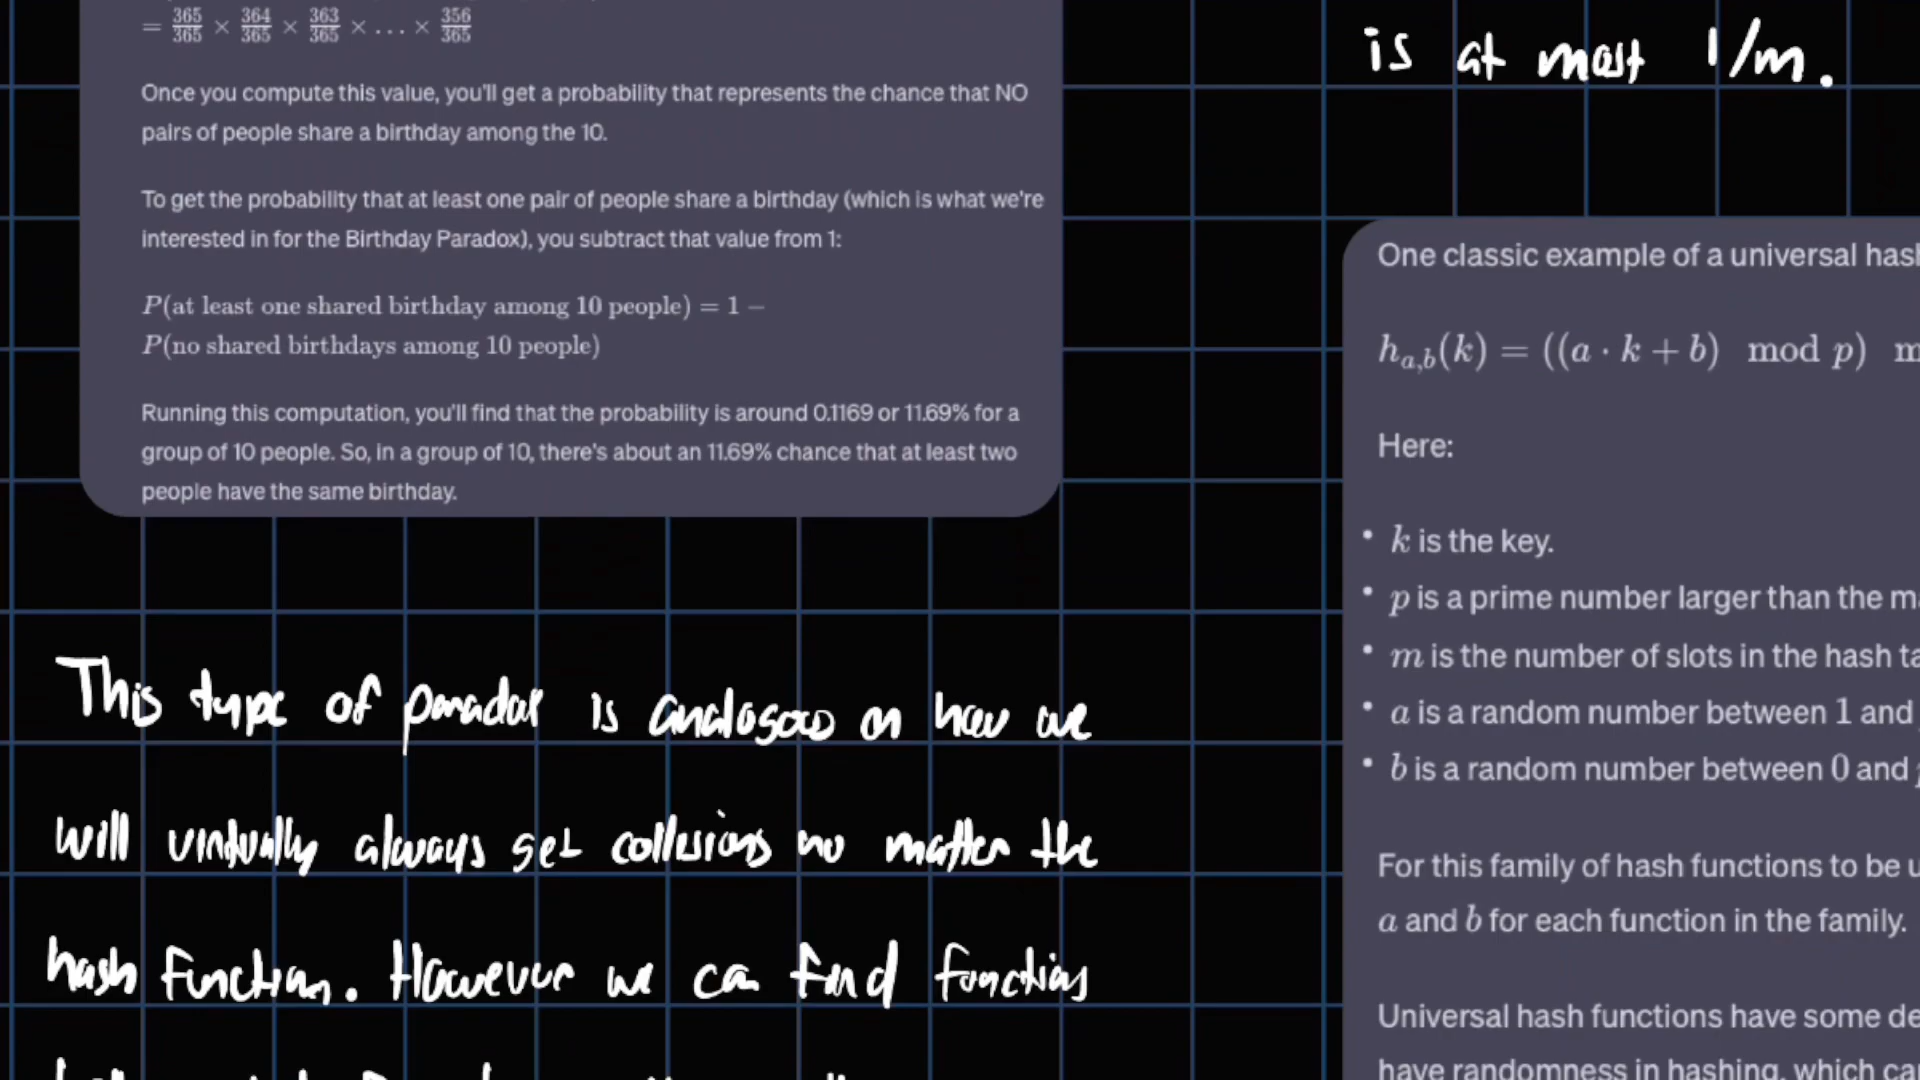 = 365/365 × 364/365 × 363/365 × ... × 356/365
Once you compute this value, you'll get a probability that represents the chance that NO
pairs of people share a birthday among the 10.
To get the probability that at least one pair of people share a birthday (which is what we're
interested in for the Birthday Paradox), you subtract that value from 1:
P(at least one shared birthday among 10 people) = 1 −
P(no shared birthdays among 10 people)
Running this computation, you'll find that the probability is around 0.1169 or 11.69% for a
group of 10 people. So, in a group of 10, there's about an 11.69% chance that at least two
people have the same birthday.
This type of paradox is analogous on how we
will virtually always get collisions no matter the
hash function. However we can find functions
is at most 1/m.
One classic example of a universal hash
h_{a,b}(k) = ((a · k + b) mod p) m
Here:
• k is the key.
• p is a prime number larger than the ma
• m is the number of slots in the hash ta
• a is a random number between 1 and
• b is a random number between 0 and p
For this family of hash functions to be u
a and b for each function in the family.
Universal hash functions have some de
have randomness in hashing, which ca